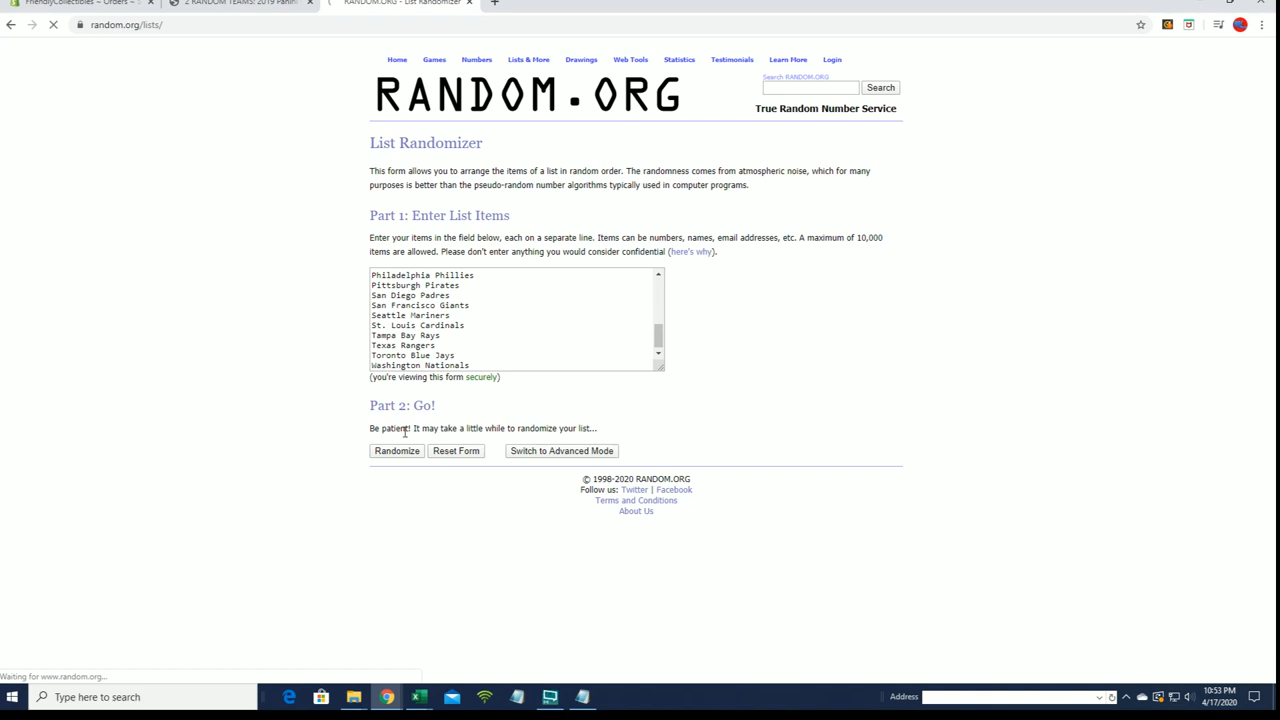 FriendlyCollectibles – Orders –
2 RANDOM TEAMS: 2019 Panini
RANDOM.ORG - List Randomizer
random.org/lists/
Home Games Numbers Lists & More Drawings Web Tools Statistics Testimonials Learn More Login
RANDOM.ORG
Search RANDOM.ORG
Search
True Random Number Service
List Randomizer
This form allows you to arrange the items of a list in random order. The randomness comes from atmospheric noise, which for many
purposes is better than the pseudo-random number algorithms typically used in computer programs.
Part 1: Enter List Items
Enter your items in the field below, each on a separate line. Items can be numbers, names, email addresses, etc. A maximum of 10,000
items are allowed. Please don't enter anything you would consider confidential (here's why).
Philadelphia Phillies
Pittsburgh Pirates
San Diego Padres
San Francisco Giants
Seattle Mariners
St. Louis Cardinals
Tampa Bay Rays
Texas Rangers
Toronto Blue Jays
Washington Nationals
(you're viewing this form securely)
Part 2: Go!
Be patient! It may take a little while to randomize your list...
Randomize Reset Form Switch to Advanced Mode
© 1998-2020 RANDOM.ORG
Follow us: Twitter | Facebook
Terms and Conditions
About Us
Waiting for www.random.org...
Type here to search
Address
10:53 PM
4/17/2020